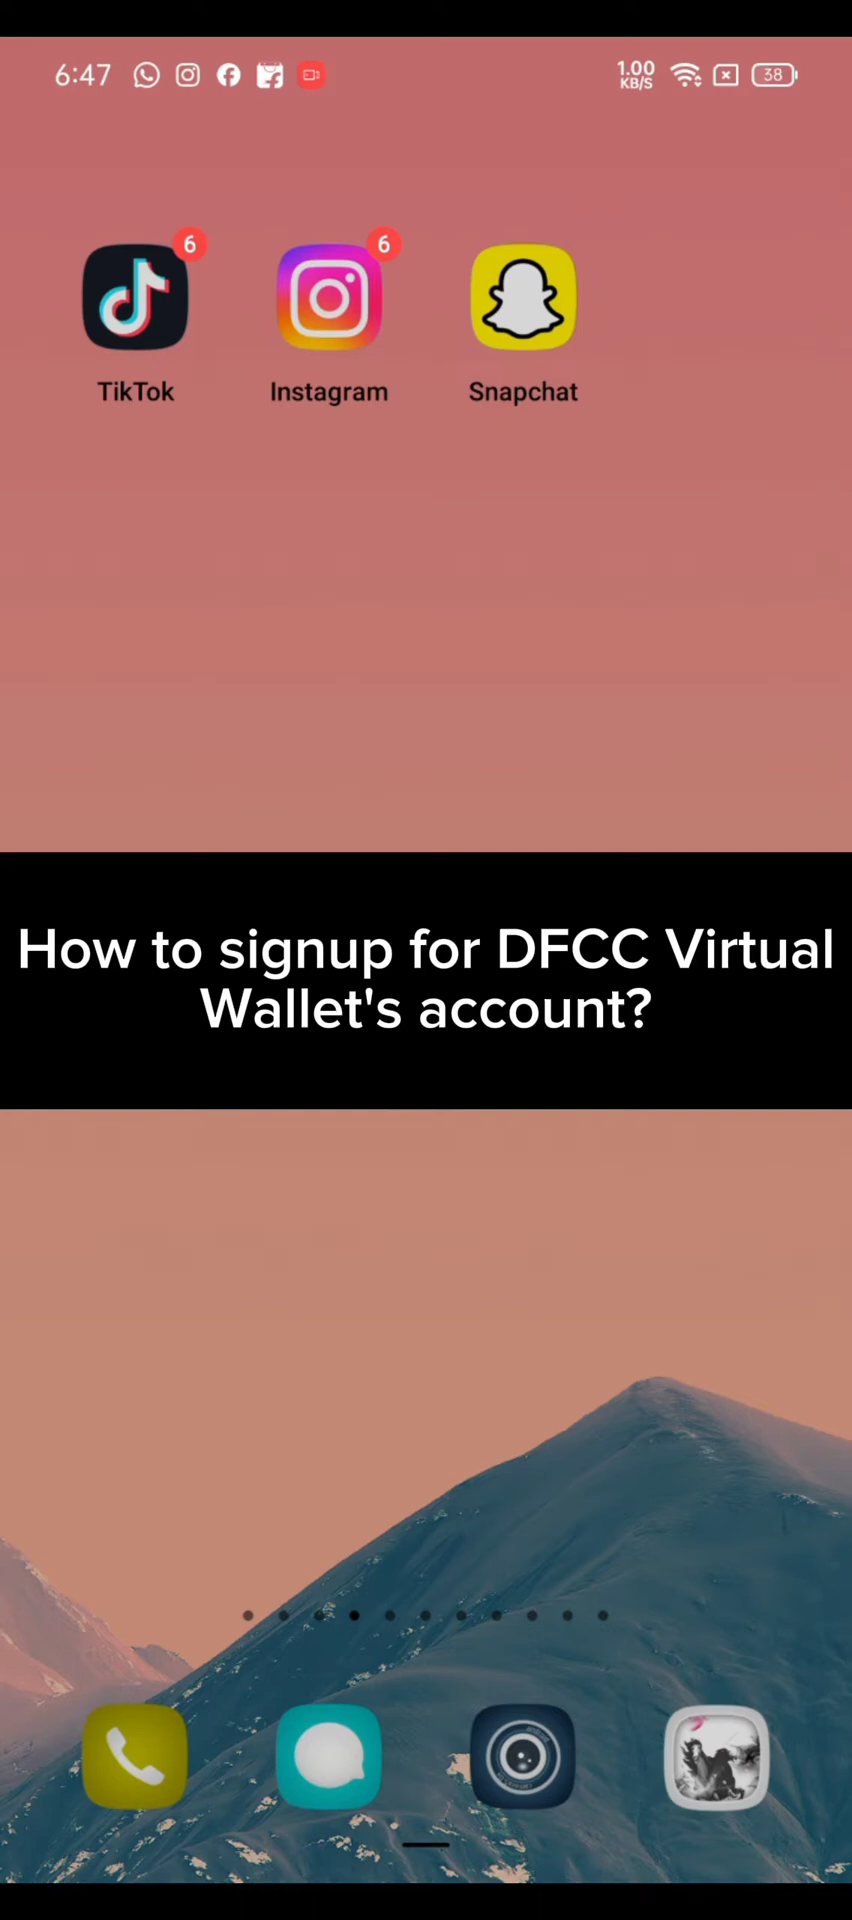 6:47
1.00
KB/S
38
6
6
TikTok
Instagram
Snapchat
How to signup for DFCC Virtual
Wallet's account?